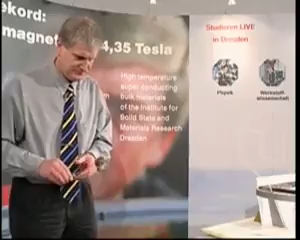 ekord:
magnet
4,35 Tesla
High temperature
super conducting
bulk materials
of the Institute for
Solid State and
Materials Research
Dresden
Studieren LIVE
in Dresden
Physik
Werkstoff
wissenschaft